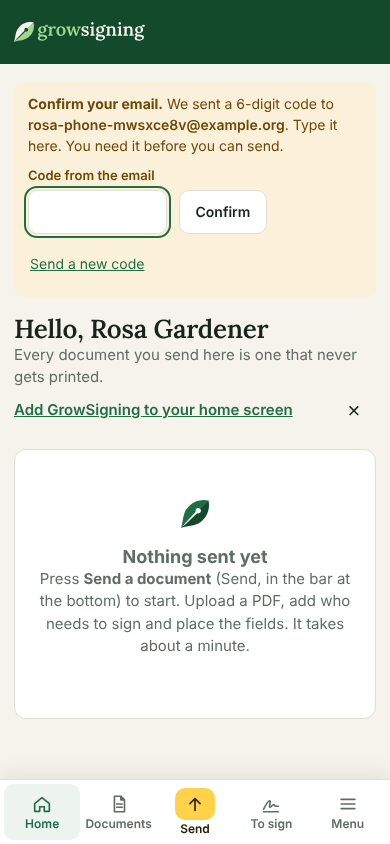 growsigning
Confirm your email. We sent a 6-digit code to
rosa-phone-mwsxce8v@example.org. Type it
here. You need it before you can send.
Code from the email
Confirm
Send a new code
Hello, Rosa Gardener
Every document you send here is one that never
gets printed.
Add GrowSigning to your home screen
Nothing sent yet
Press Send a document (Send, in the bar at
the bottom) to start. Upload a PDF, add who
needs to sign and place the fields. It takes
about a minute.
Home
Documents
Send
To sign
Menu